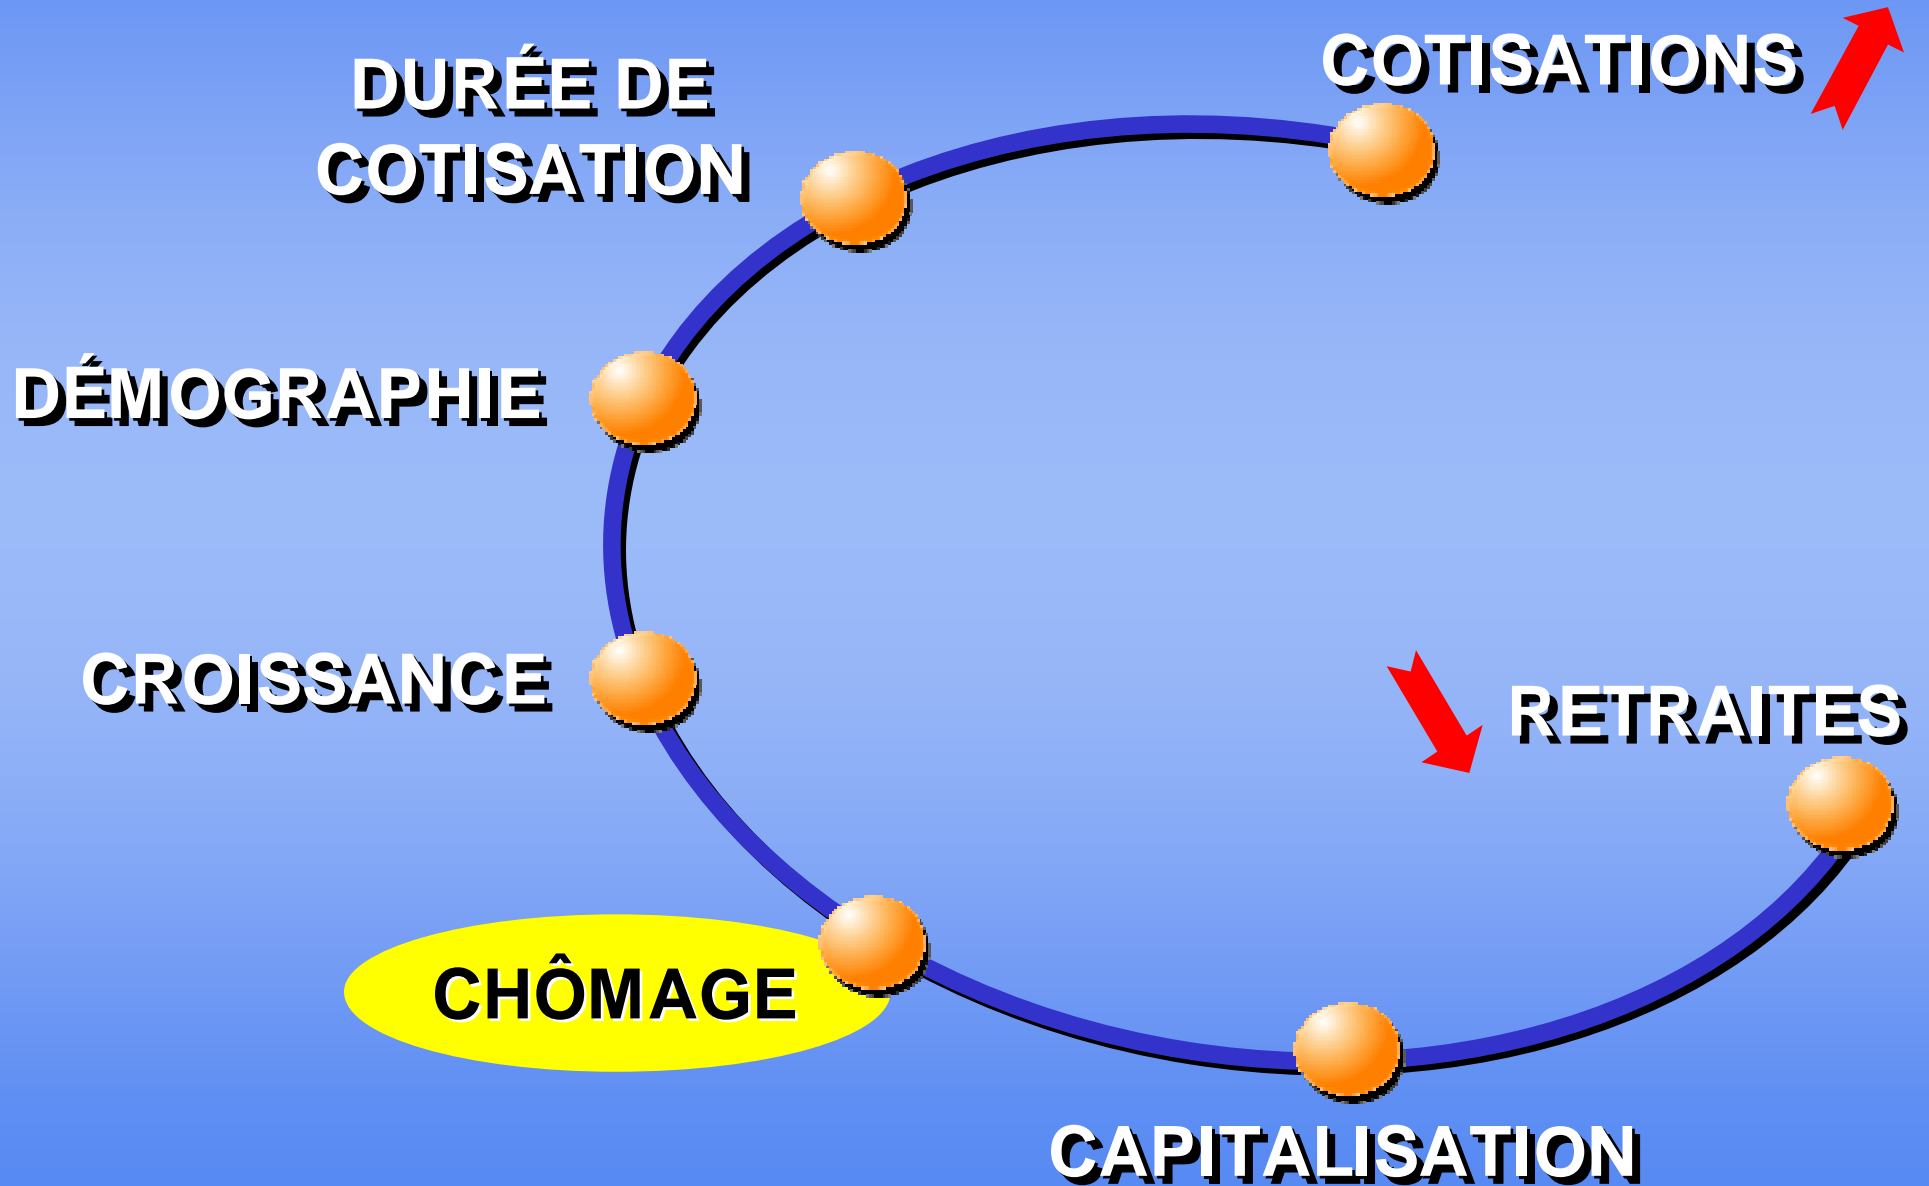 COTISATIONS
DURÉE DE
COTISATION
DÉMOGRAPHIE
CROISSANCE
RETRAITES
CHÔMAGE
CAPITALISATION